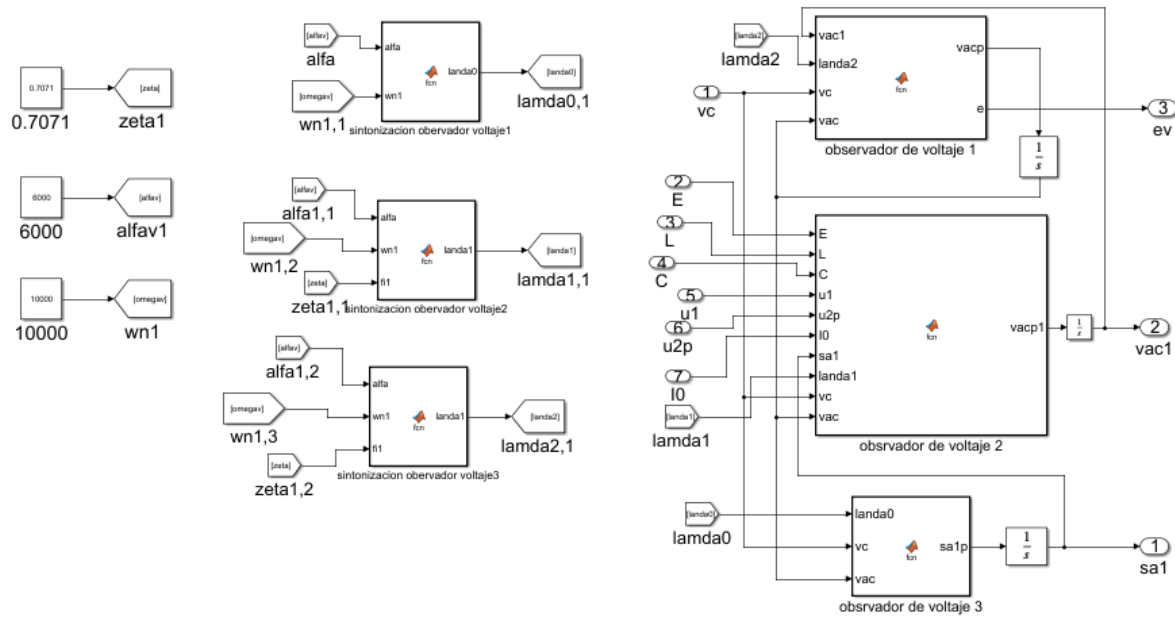 0.7071
[zeta]
0.7071
zeta1
6000
[alfav]
6000
alfav1
10000
[omegav]
10000
wn1
[alfav]
alfa
[omegav]
wn1,1
alfa
wn1
fcn
landa0
sintonizacion obervador voltaje1
[landa0]
lamda0,1
[alfav]
alfa1,1
[omegav]
wn1,2
[zeta]
zeta1,1
alfa
wn1
fi1
fcn
landa1
sintonizacion obervador voltaje2
[landa1]
lamda1,1
[alfav]
alfa1,2
[omegav]
wn1,3
[zeta]
zeta1,2
alfa
wn1
fi1
fcn
landa1
sintonizacion obervador voltaje3
[landa2]
lamda2,1
[landa2]
lamda2
1
vc
vac1
landa2
vc
vac
fcn
vacp
e
observador de voltaje 1
1
s
3
ev
2
E
3
L
4
C
5
u1
6
u2p
7
I0
[landa1]
lamda1
E
L
C
u1
u2p
I0
sa1
landa1
vc
vac
fcn
vacp1
obsrvador de voltaje 2
1
s
2
vac1
[landa0]
lamda0
landa0
vc
vac
fcn
sa1p
obsrvador de voltaje 3
1
s
1
sa1